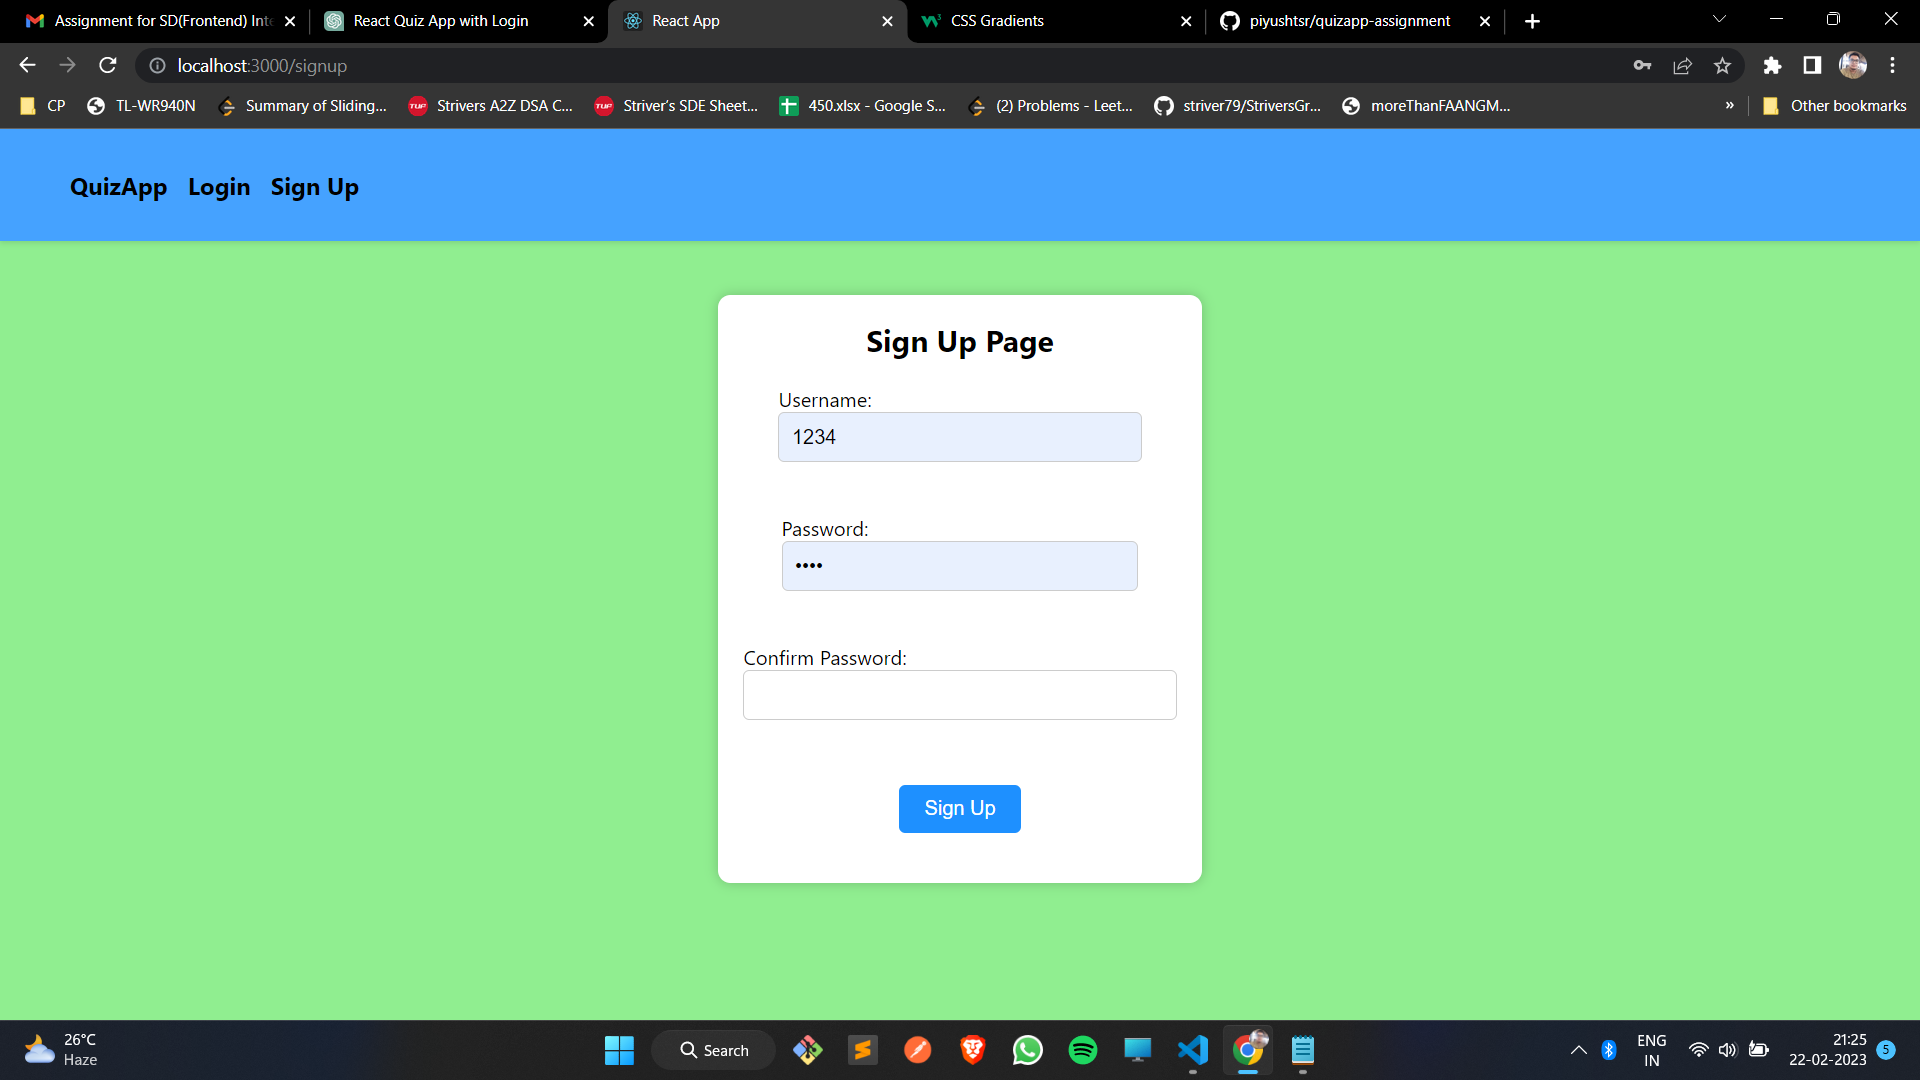 Assignment for SD(Frontend) Inte
React Quiz App with Login
React App
CSS Gradients
piyushtsr/quizapp-assignment
localhost:3000/signup
CP
TL-WR940N
Summary of Sliding...
TUF
Strivers A2Z DSA C...
TUF
Striver's SDE Sheet...
450.xlsx - Google S...
(2) Problems - Leet...
striver79/StriversGr...
moreThanFAANGM...
»
Other bookmarks
QuizApp Login Sign Up
Sign Up Page
Username:
1234
Password:
••••
Confirm Password:
Sign Up
26°C
Haze
Search
ENG
IN
21:25
22-02-2023
5